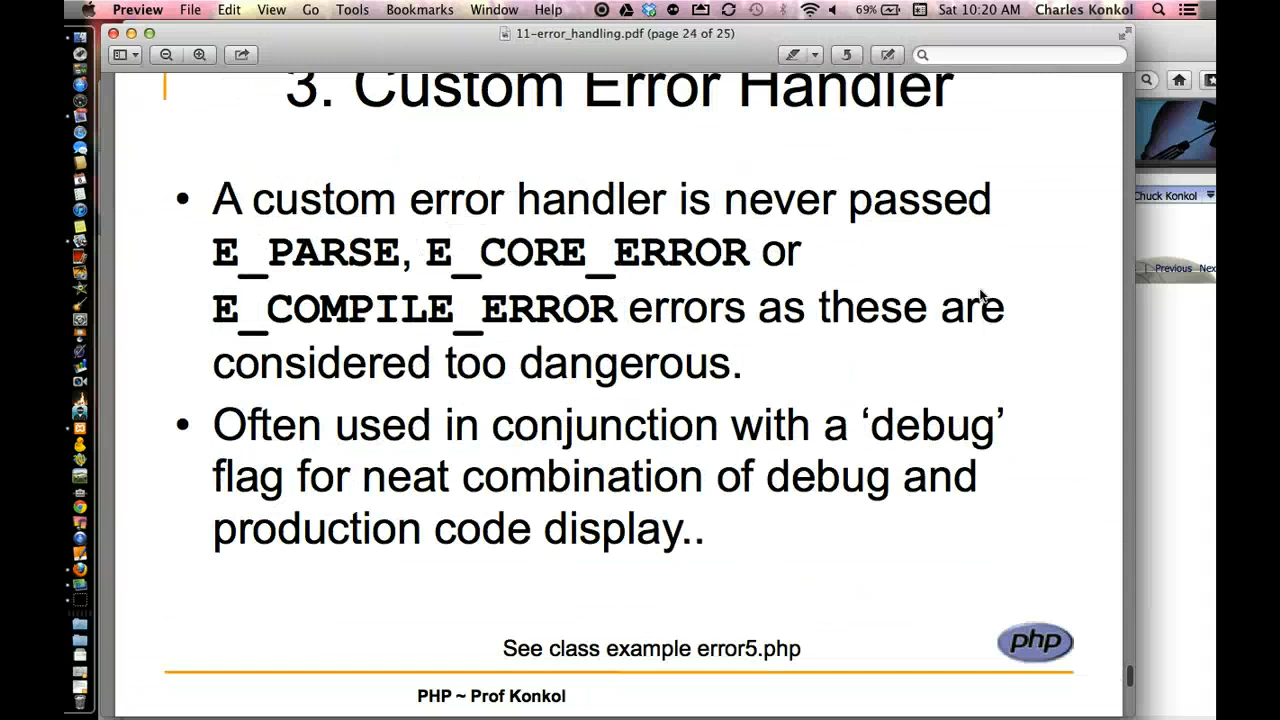 Preview File Edit View Go Tools Bookmarks Window Help 69% Sat 10:20 AM Charles Konkol
11-error_handling.pdf (page 24 of 25)
3. Custom Error Handler
• A custom error handler is never passed
E_PARSE, E_CORE_ERROR or
E_COMPILE_ERROR errors as these are
considered too dangerous.
• Often used in conjunction with a ‘debug’
flag for neat combination of debug and
production code display..
See class example error5.php
php
PHP ~ Prof Konkol
Chuck Konkol
Previous